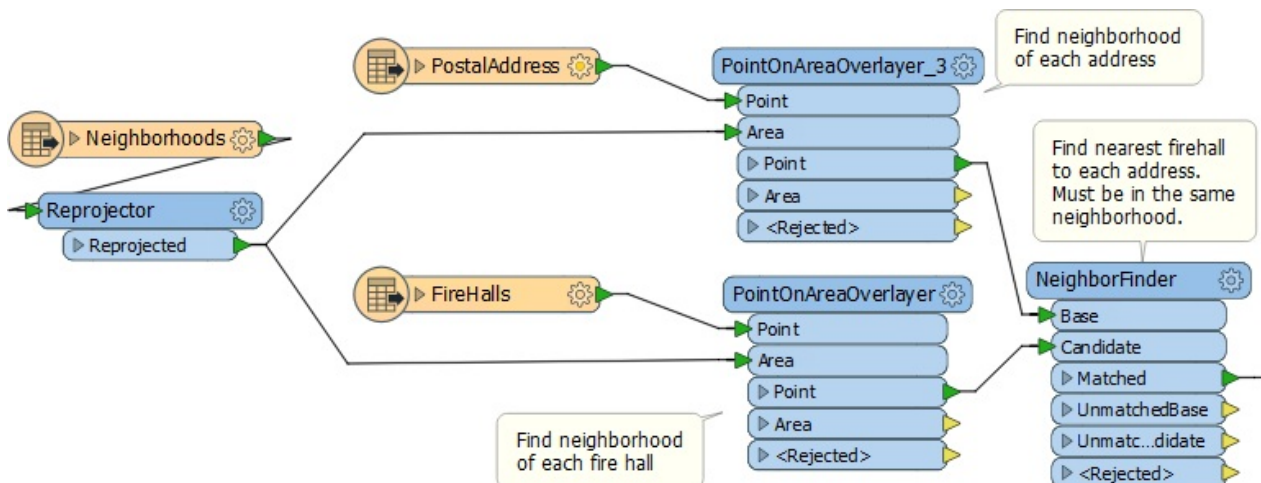 PostalAddress
PointOnAreaOverlayer_3
Point
Area
Point
Area
<Rejected>
Find neighborhood
of each address
Neighborhoods
Reprojector
Reprojected
FireHalls
PointOnAreaOverlayer
Point
Area
Point
Area
<Rejected>
Find neighborhood
of each fire hall
Find nearest firehall
to each address.
Must be in the same
neighborhood.
NeighborFinder
Base
Candidate
Matched
UnmatchedBase
Unmatc...didate
<Rejected>